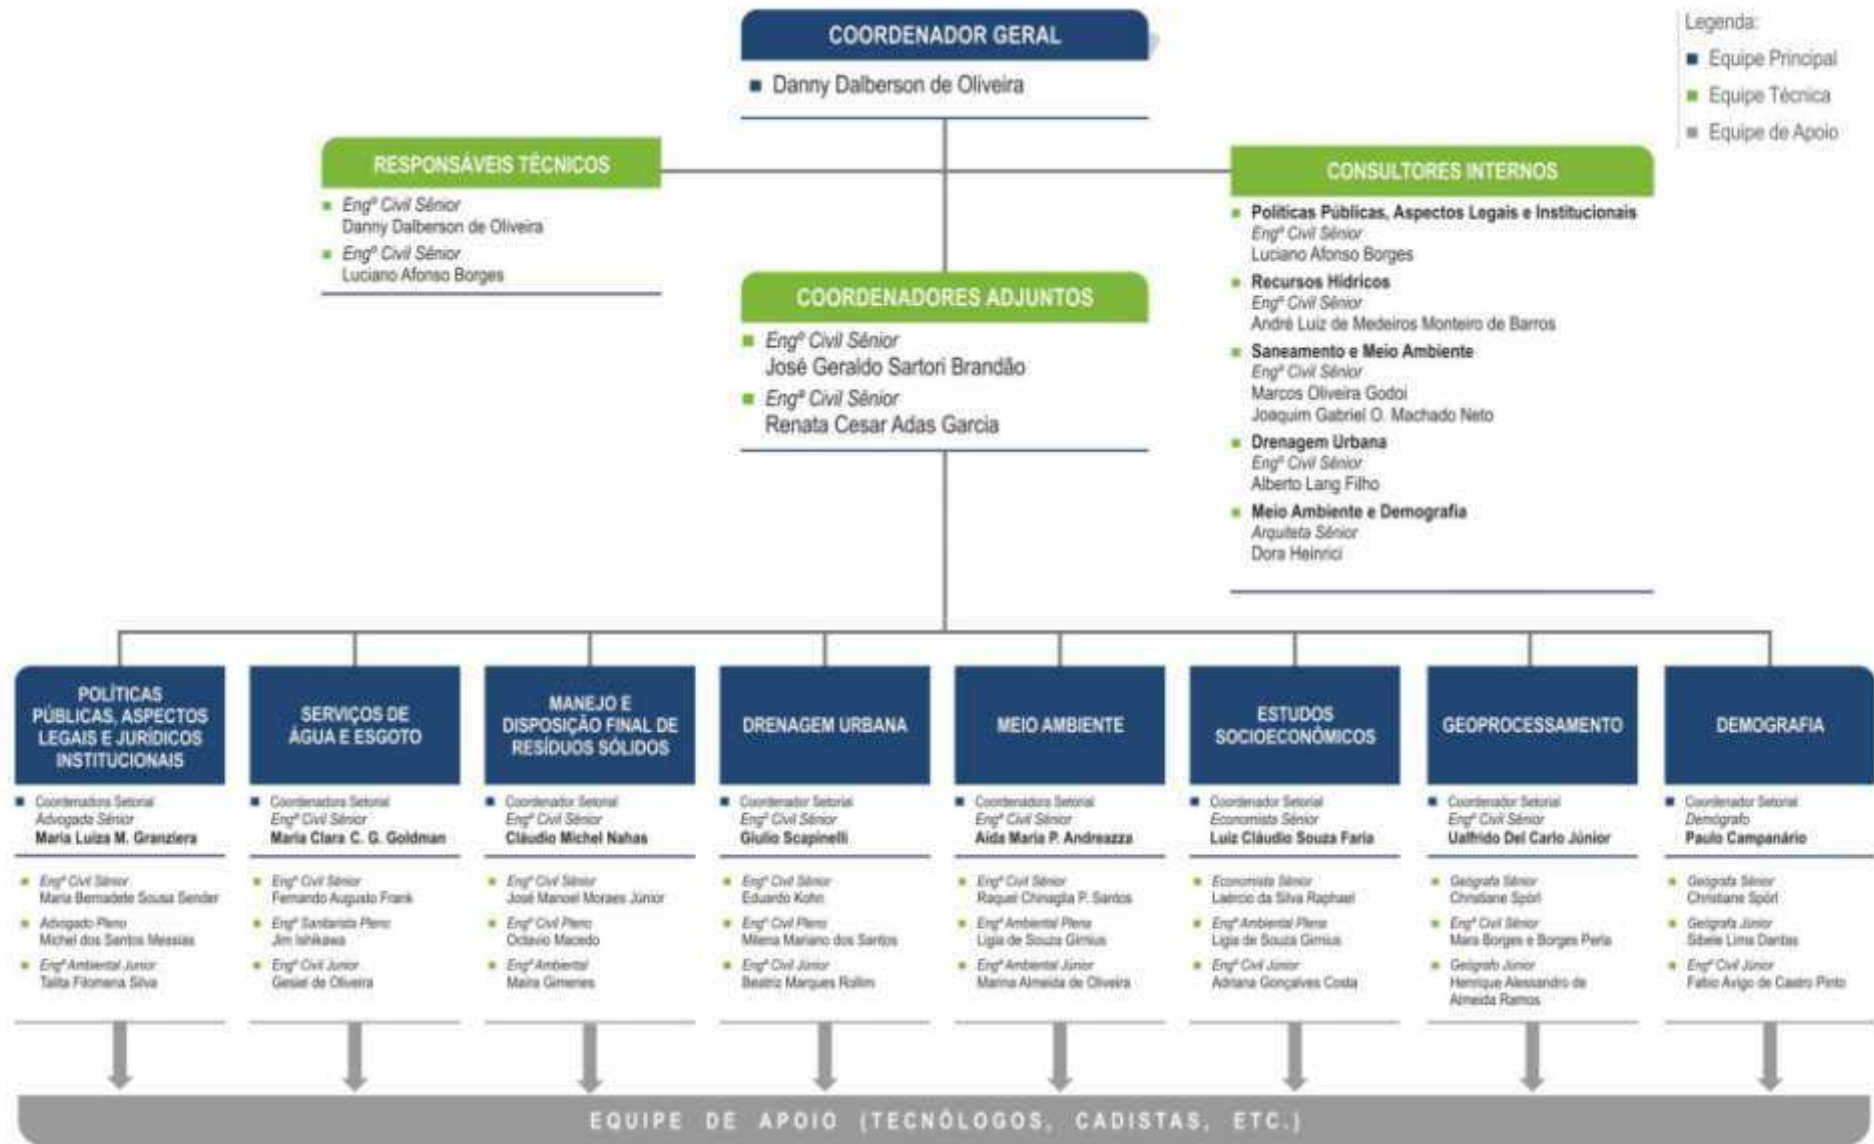 COORDENADOR GERAL
Danny Dalberson de Oliveira
Legenda:
Equipe Principal
Equipe Técnica
Equipe de Apoio
RESPONSÁVEIS TÉCNICOS
Engº Civil Sênior
Danny Dalberson de Oliveira
Engº Civil Sênior
Luciano Afonso Borges
CONSULTORES INTERNOS
Políticas Públicas, Aspectos Legais e Institucionais
Engº Civil Sênior
Luciano Afonso Borges
Recursos Hídricos
Engº Civil Sênior
André Luiz de Medeiros Monteiro de Barros
Saneamento e Meio Ambiente
Engº Civil Sênior
Marcos Oliveira Godoi
Joaquim Gabriel O. Machado Neto
Drenagem Urbana
Engº Civil Sênior
Alberto Lang Filho
Meio Ambiente e Demografia
Arquiteta Sênior
Dora Heinrici
COORDENADORES ADJUNTOS
Engº Civil Sênior
José Geraldo Sartori Brandão
Engª Civil Sênior
Renata Cesar Adas Garcia
POLÍTICAS
PÚBLICAS, ASPECTOS
LEGAIS E JURÍDICOS
INSTITUCIONAIS
Coordenadora Setorial
Advogada Sênior
Maria Luiza M. Granziera
Engª Civil Sênior
Maria Bernadete Sousa Sender
Advogado Pleno
Michel dos Santos Messias
Engª Ambiental Junior
Talita Filomena Silva
SERVIÇOS DE
ÁGUA E ESGOTO
Coordenadora Setorial
Engª Civil Sênior
Maria Clara C. G. Goldman
Engº Civil Sênior
Fernando Augusto Frank
Engº Sanitarista Pleno
Jim Ishikawa
Engº Civil Junior
Gesiel de Oliveira
MANEJO E
DISPOSIÇÃO FINAL DE
RESÍDUOS SÓLIDOS
Coordenador Setorial
Engº Civil Sênior
Cláudio Michel Nahas
Engº Civil Sênior
José Manoel Moraes Júnior
Engº Civil Pleno
Octavio Macedo
Engª Ambiental
Maíra Gimenes
DRENAGEM URBANA
Coordenador Setorial
Engº Civil Sênior
Giulio Scapinelli
Engº Civil Sênior
Eduardo Kohn
Engª Civil Pleno
Milena Mariano dos Santos
Engª Civil Júnior
Beatriz Marques Rollim
MEIO AMBIENTE
Coordenadora Setorial
Engª Civil Sênior
Aida Maria P. Andreazza
Engª Civil Sênior
Raquel Chinaglia P. Santos
Engª Ambiental Plena
Ligia de Souza Girnius
Engª Ambiental Júnior
Marina Almeida de Oliveira
ESTUDOS
SOCIOECONÔMICOS
Coordenador Setorial
Economista Sênior
Luiz Cláudio Souza Faria
Economista Sênior
Laércio da Silva Raphael
Engª Ambiental Plena
Ligia de Souza Girnius
Engª Civil Júnior
Adriana Gonçalves Costa
GEOPROCESSAMENTO
Coordenador Setorial
Engº Civil Sênior
Ualfrido Del Carlo Júnior
Geógrafa Sênior
Christiane Spörl
Engª Civil Sênior
Mara Borges e Borges Perla
Geógrafo Júnior
Henrique Alessandro de
Almeida Ramos
DEMOGRAFIA
Coordenador Setorial
Demógrafo
Paulo Campanário
Geógrafa Sênior
Christiane Spörl
Geógrafa Júnior
Sibele Lima Dantas
Engº Civil Júnior
Fabio Avigo de Castro Pinto
EQUIPE DE APOIO (TECNÓLOGOS, CADISTAS, ETC.)